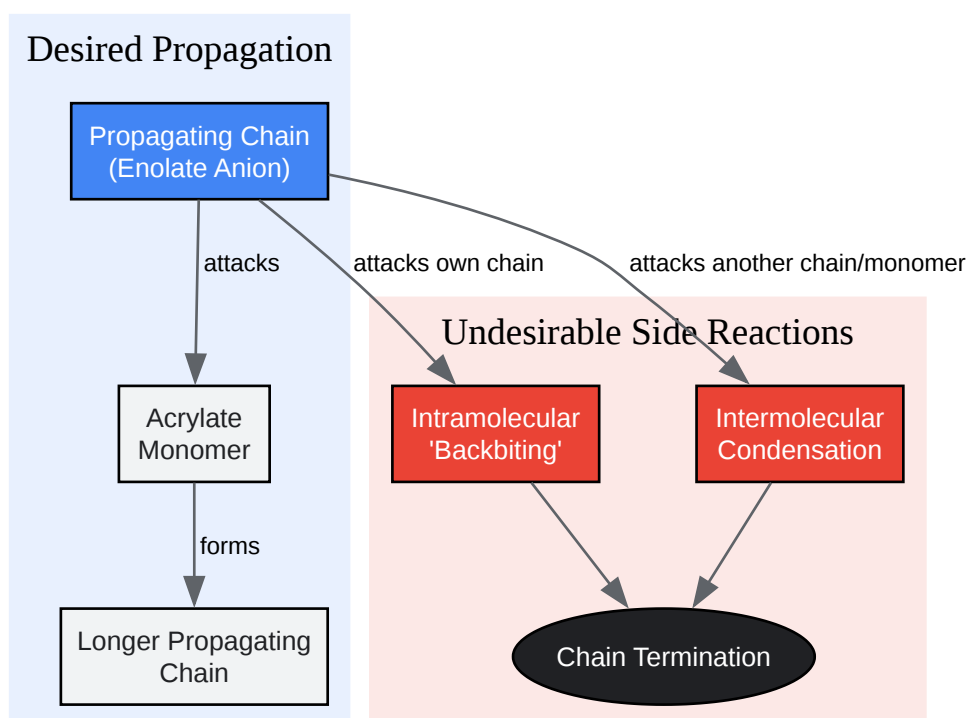 Desired Propagation
Propagating Chain
(Enolate Anion)
attacks
attacks own chain
attacks another chain/monomer
Undesirable Side Reactions
Acrylate
Monomer
Intramolecular
'Backbiting'
Intermolecular
Condensation
forms
Longer Propagating
Chain
Chain Termination